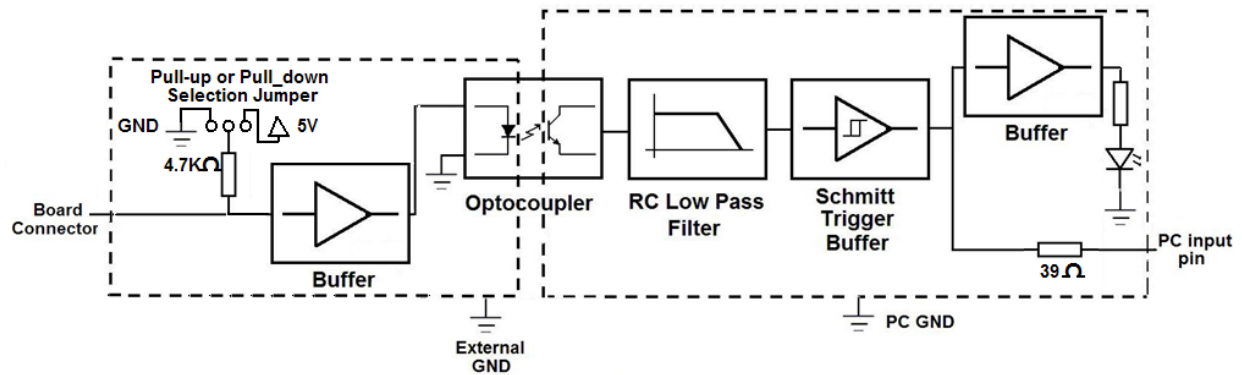 Pull-up or Pull_down
Selection Jumper
GND
5V
4.7KΩ
Board
Connector
Buffer
Optocoupler
RC Low Pass
Filter
Schmitt
Trigger
Buffer
Buffer
39Ω
PC input
pin
External
GND
PC GND